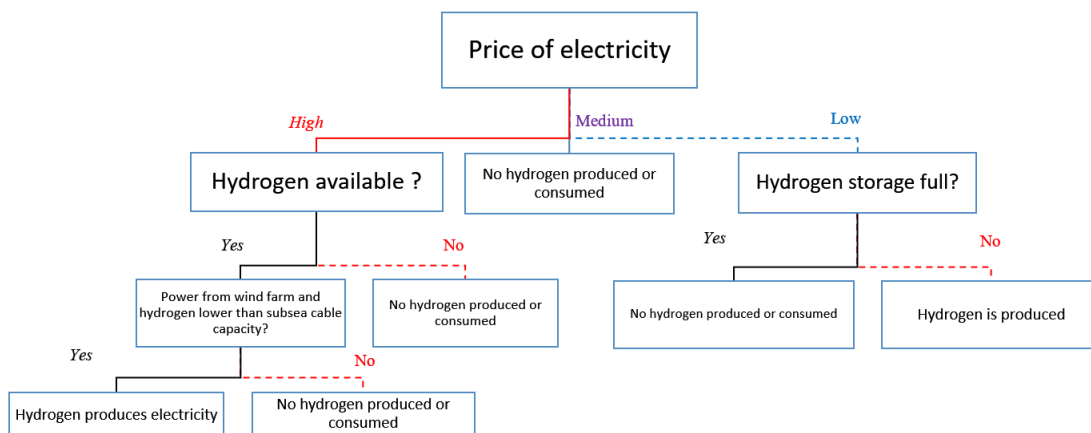 Price of electricity
High
Medium
Low
Hydrogen available ?
No hydrogen produced or
consumed
Hydrogen storage full?
Yes
No
Yes
No
Power from wind farm and
hydrogen lower than subsea cable
capacity?
No hydrogen produced or
consumed
No hydrogen produced or consumed
Hydrogen is produced
Yes
No
Hydrogen produces electricity
No hydrogen produced or
consumed